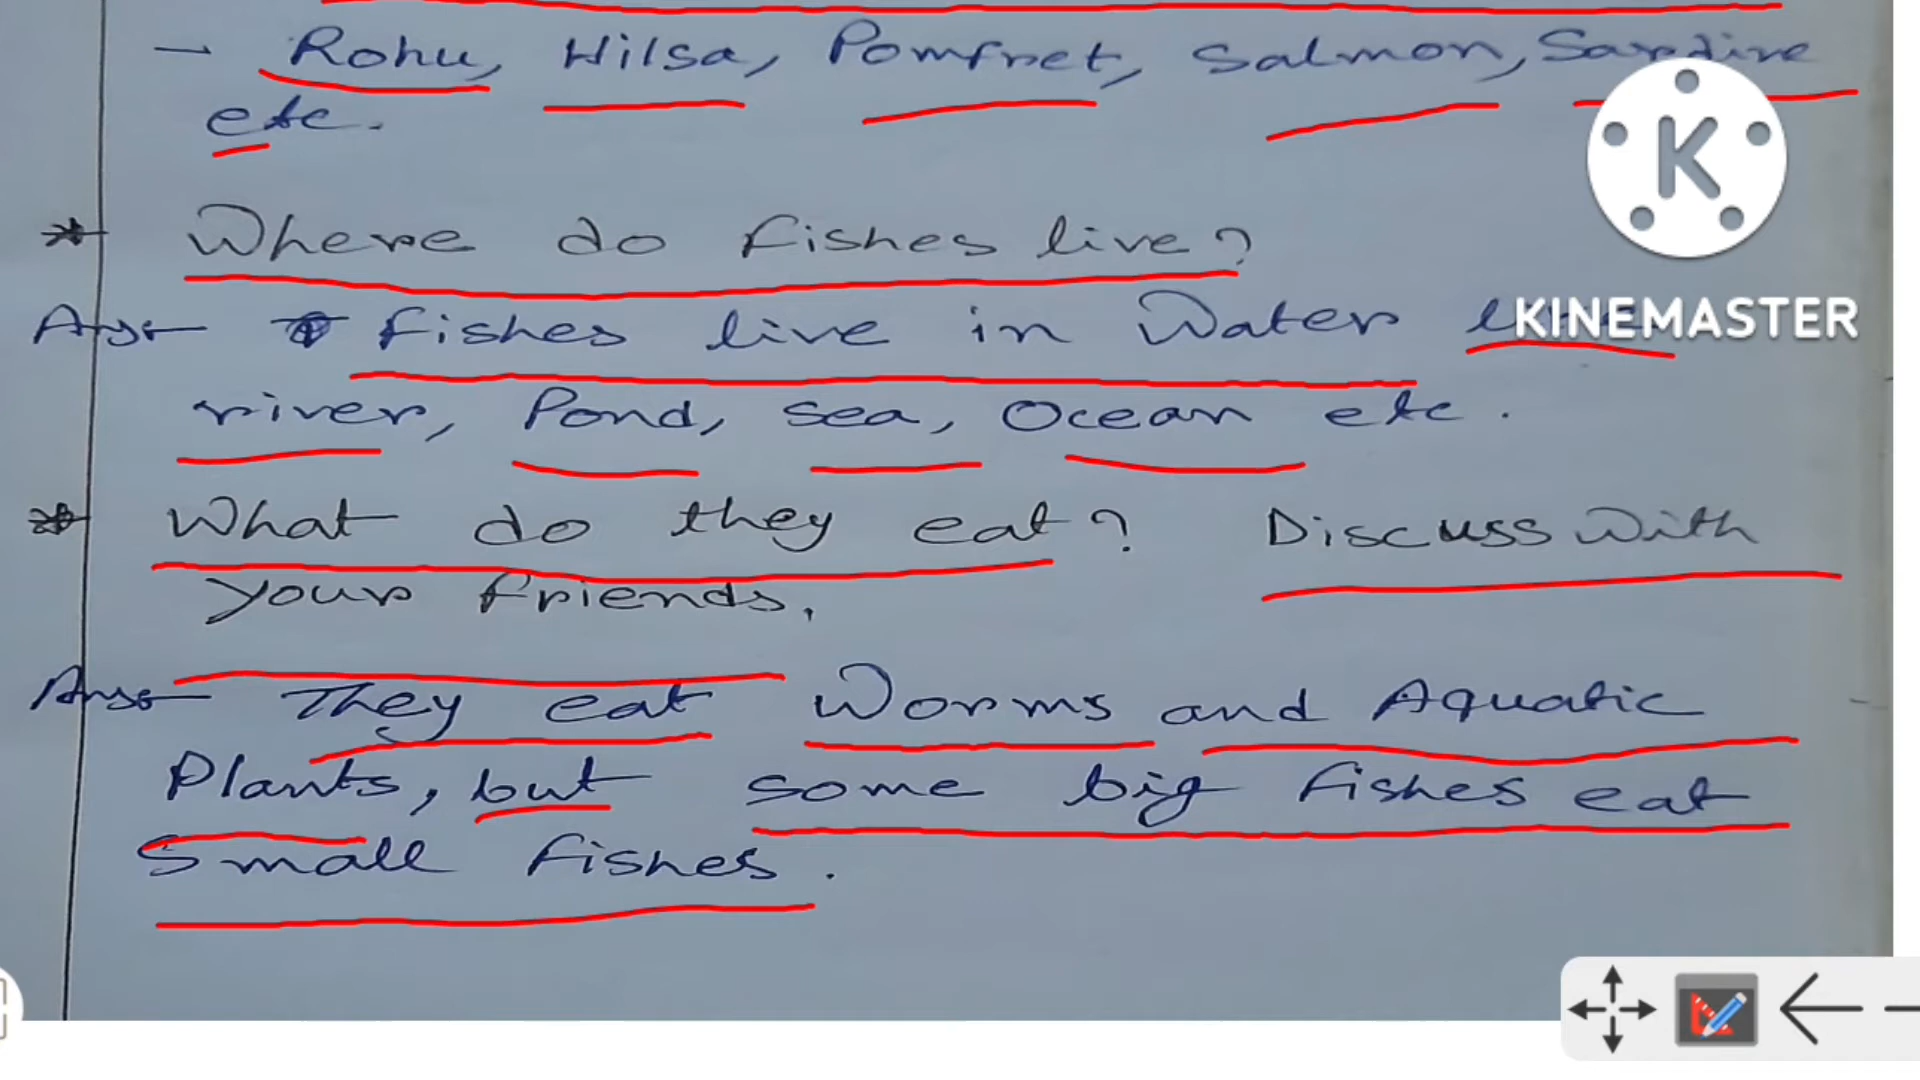 - Rohu, Hilsa, Pomfret, Salmon, Sardine
etc.
* Where do fishes live?
Ans- fishes live in Water
river, Pond, sea, Ocean etc.
* What do they eat? Discuss With
your friends.
Ans- They eat Worms and Aquatic
Plants, but some big fishes eat
Small fishes.
K
KINEMASTER